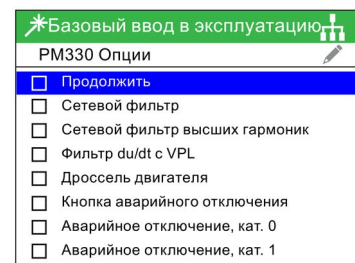 Базовый ввод в эксплуатацию
PM330 Опции
Продолжить
Сетевой фильтр
Сетевой фильтр высших гармоник
Фильтр du/dt с VPL
Дроссель двигателя
Кнопка аварийного отключения
Аварийное отключение, кат. 0
Аварийное отключение, кат. 1